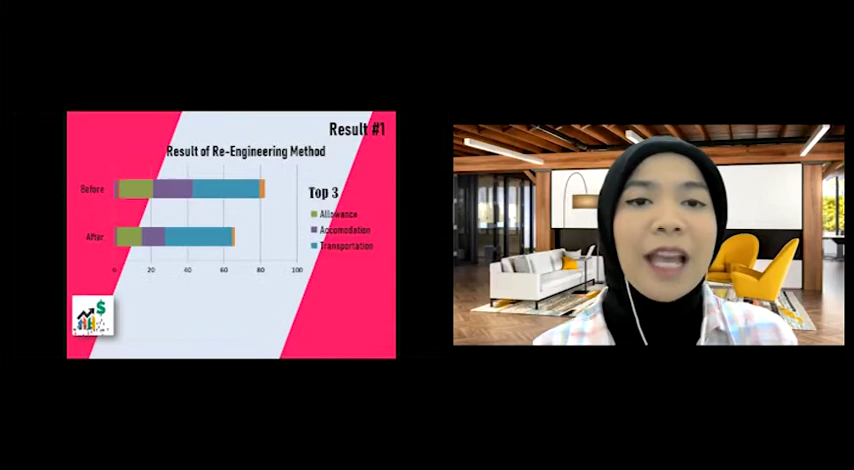 Result #1
Result of Re-Engineering Method
Before
After
0 20 40 60 80 100
Top 3
Allowance
Accomodation
Transportation
$